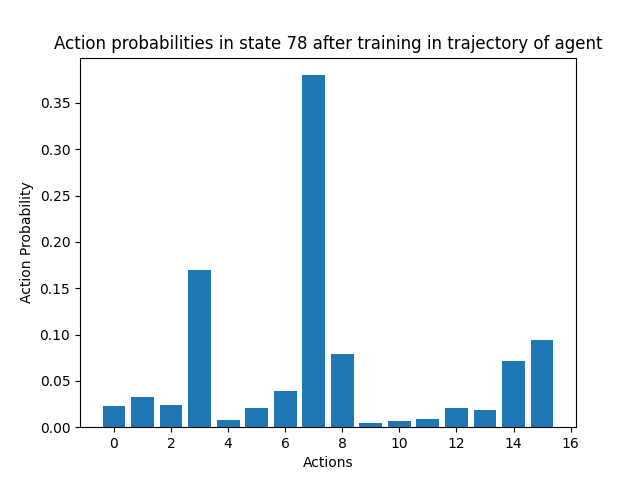 Action probabilities in state 78 after training in trajectory of agent
0.35
0.30
0.25
0.20
0.15
0.10
0.05
0.00
Action Probability
0 2 4 6 8 10 12 14 16
Actions